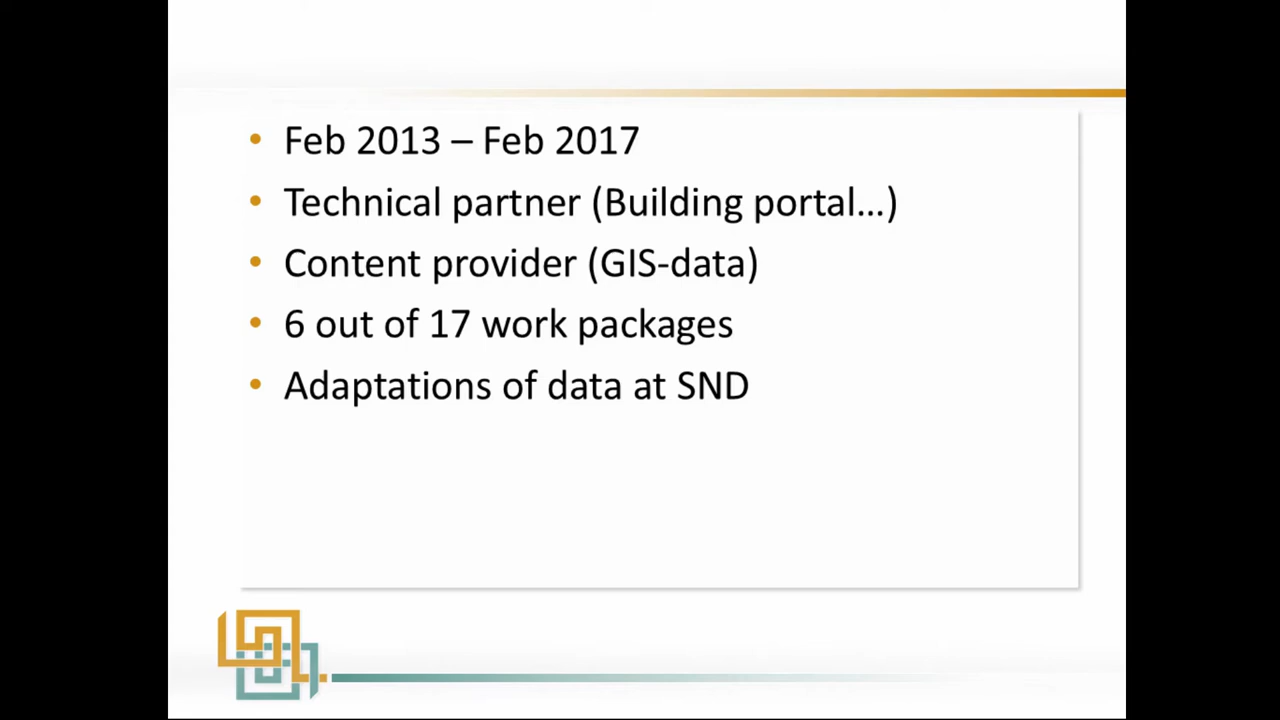 • Feb 2013 – Feb 2017
• Technical partner (Building portal…)
• Content provider (GIS-data)
• 6 out of 17 work packages
• Adaptations of data at SND